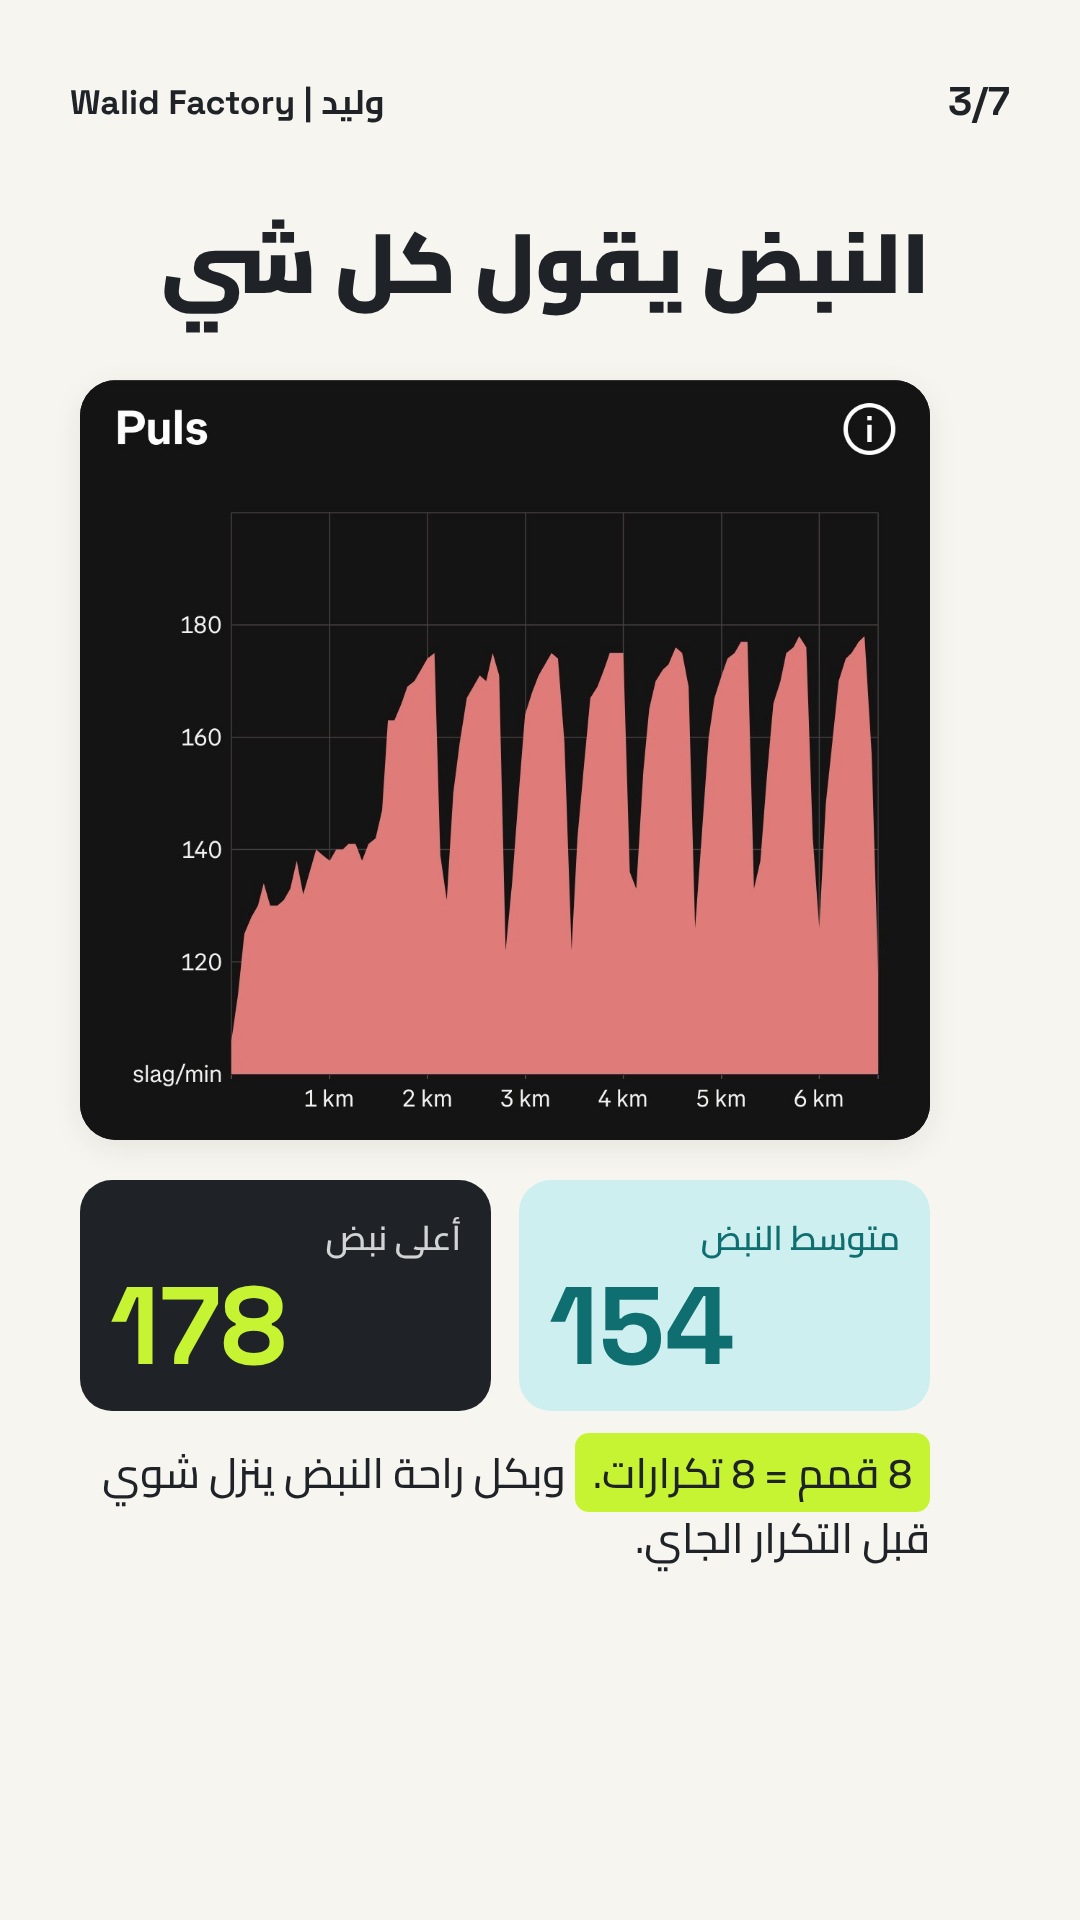 Walid Factory | وليد
3/7
النبض يقول كل شي
Puls
i
180
160
140
120
slag/min
1 km 2 km 3 km 4 km 5 km 6 km
متوسط النبض
154
أعلى نبض
178
8 قمم = 8 تكرارات. وبكل راحة النبض ينزل شوي
قبل التكرار الجاي.